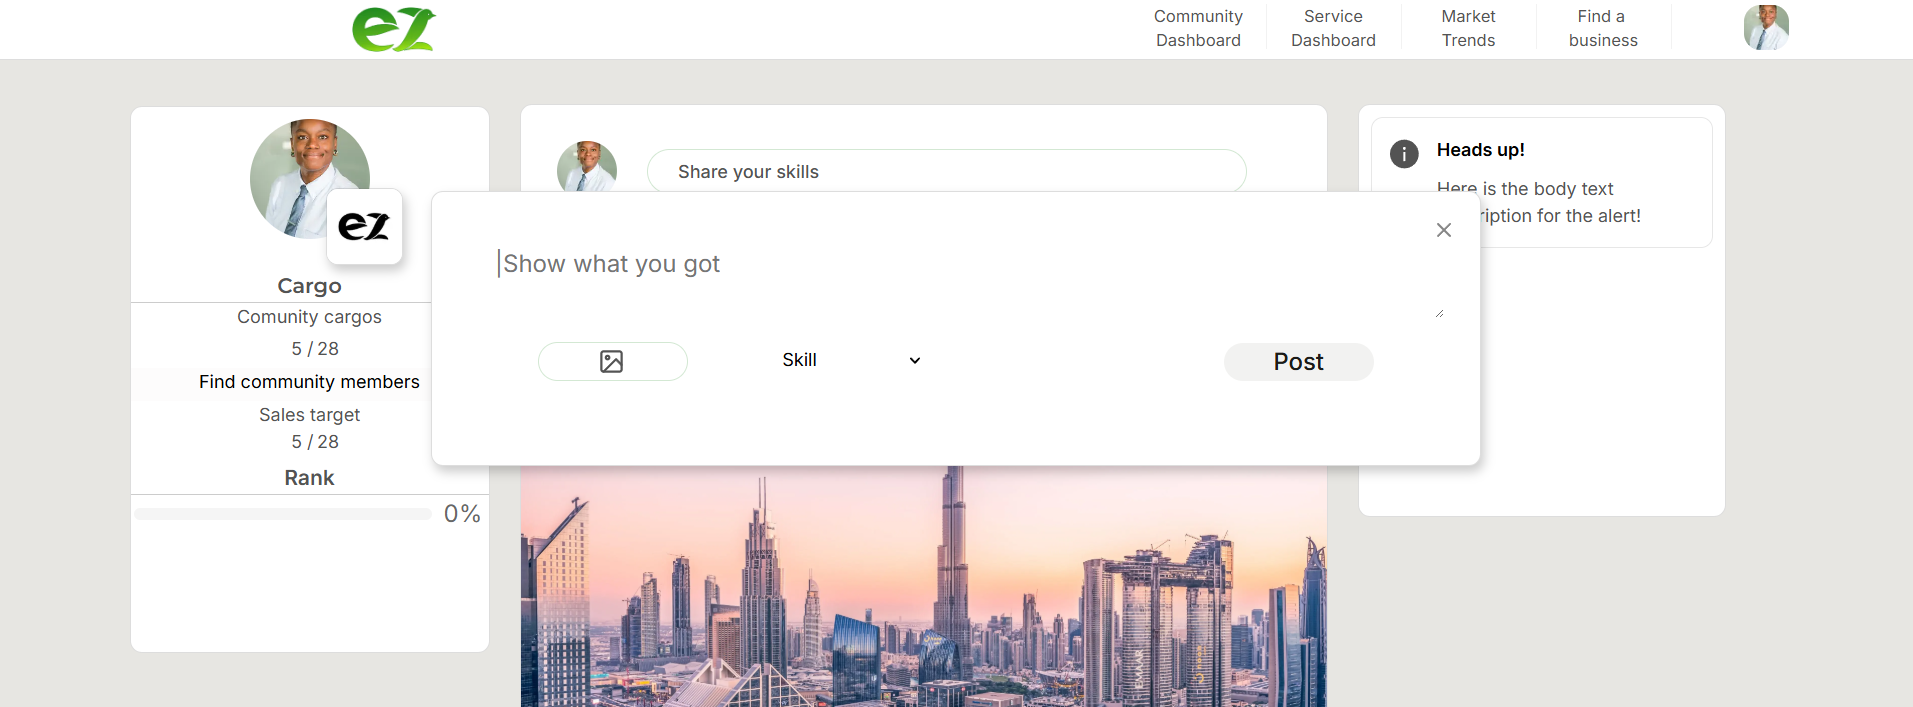 ez
Community
Dashboard
Service
Dashboard
Market
Trends
Find a
business
ez
Cargo
Comunity cargos
5 / 28
Find community members
Sales target
5 / 28
Rank
0%
Share your skills
Show what you got
Skill
Post
Heads up!
Here is the body text
ription for the alert!
EMAAR